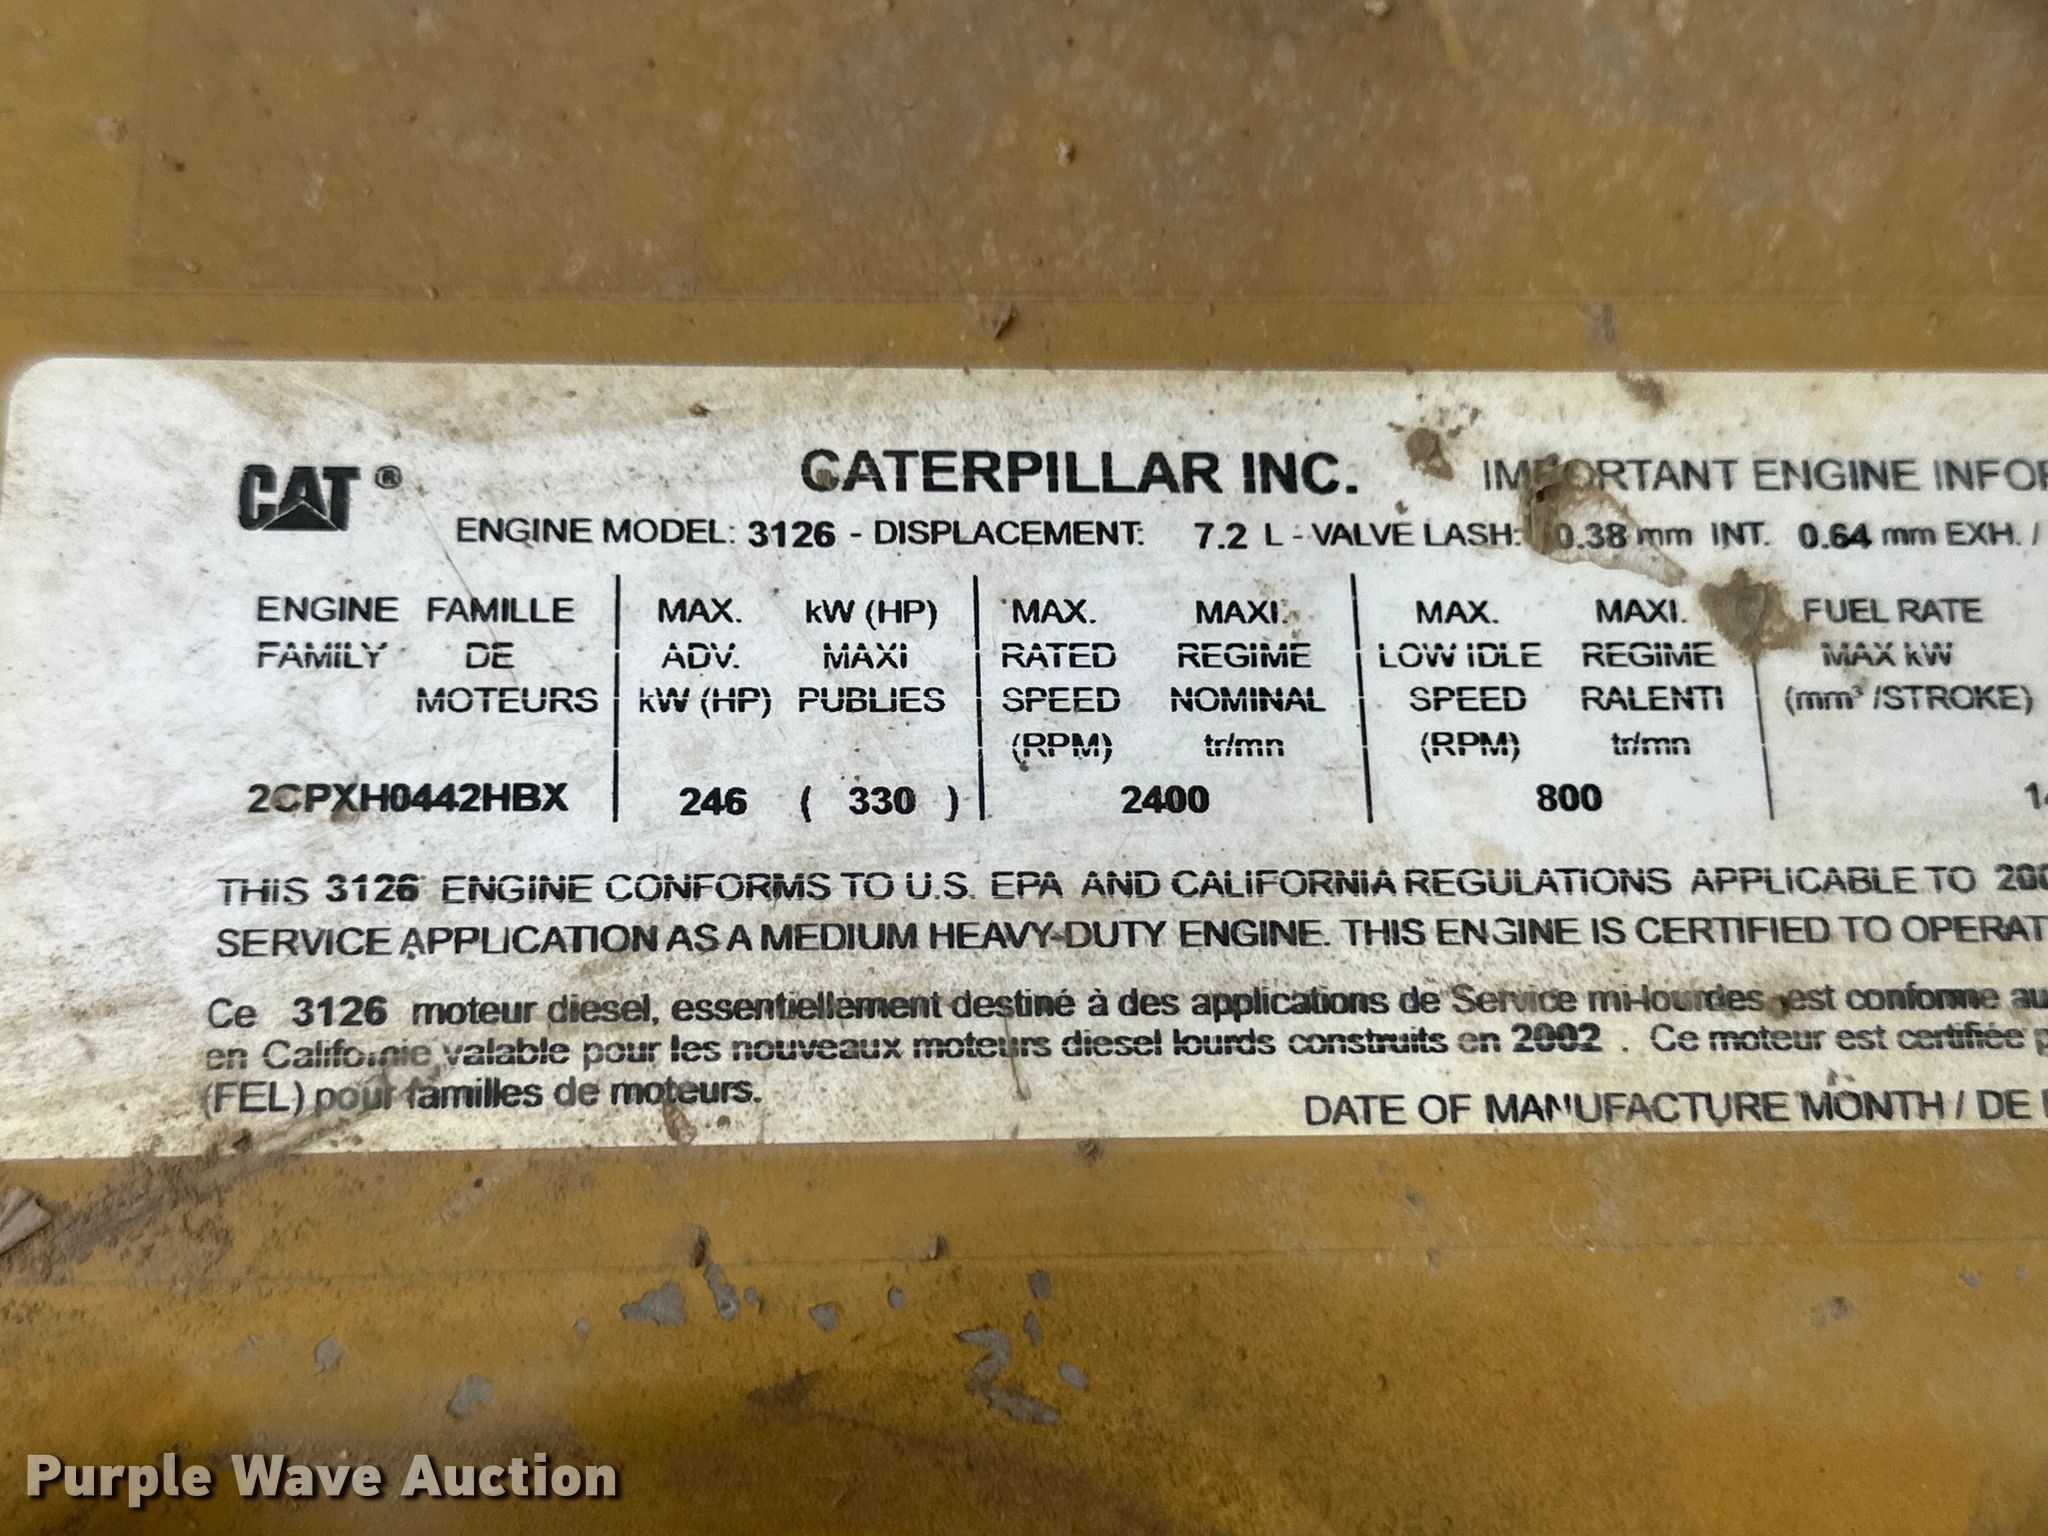 CAT®
CATERPILLAR INC.
IMPORTANT ENGINE INFOR
ENGINE MODEL: 3126 - DISPLACEMENT: 7.2 L - VALVE LASH: 0.38 mm INT. 0.64 mm EXH. /
ENGINE FAMILLE | MAX. kW (HP) | MAX. MAXI. | MAX. MAXI. | FUEL RATE
FAMILY DE | ADV. MAXI | RATED REGIME | LOW IDLE REGIME | MAX kW
MOTEURS | kW (HP) PUBLIES | SPEED NOMINAL | SPEED RALENTI | (mm³ /STROKE)
(RPM) tr/mn | (RPM) tr/mn
2CPXH0442HBX | 246 ( 330 ) | 2400 | 800 | 14
THIS 3126 ENGINE CONFORMS TO U.S. EPA AND CALIFORNIA REGULATIONS APPLICABLE TO 200
SERVICE APPLICATION AS A MEDIUM HEAVY-DUTY ENGINE. THIS ENGINE IS CERTIFIED TO OPERAT
Ce 3126 moteur diesel, essentiellement destiné à des applications de Service mi-lourdes, est conforme au
en Californie valable pour les nouveaux moteurs diesel lourds construits en 2002 . Ce moteur est certifiée p
(FEL) pour familles de moteurs.
DATE OF MANUFACTURE MONTH / DE
Purple Wave Auction